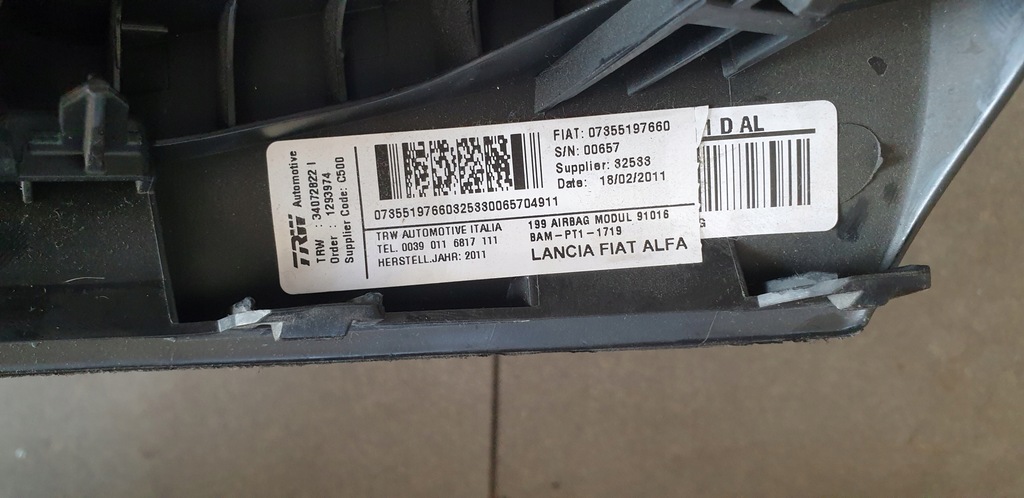 TRW Automotive
TRW : 34072822 I
Order : 1293974
Supplier Code: C500
FIAT: 07355197660
S/N: 00657
Supplier: 32533
Date: 18/02/2011
07355197660325330065704911
TRW AUTOMOTIVE ITALIA
TEL. 0039 011 6817 111
HERSTELL.JAHR: 2011
199 AIRBAG MODUL 91016
BAM-PT1-1719
LANCIA FIAT ALFA
D AL